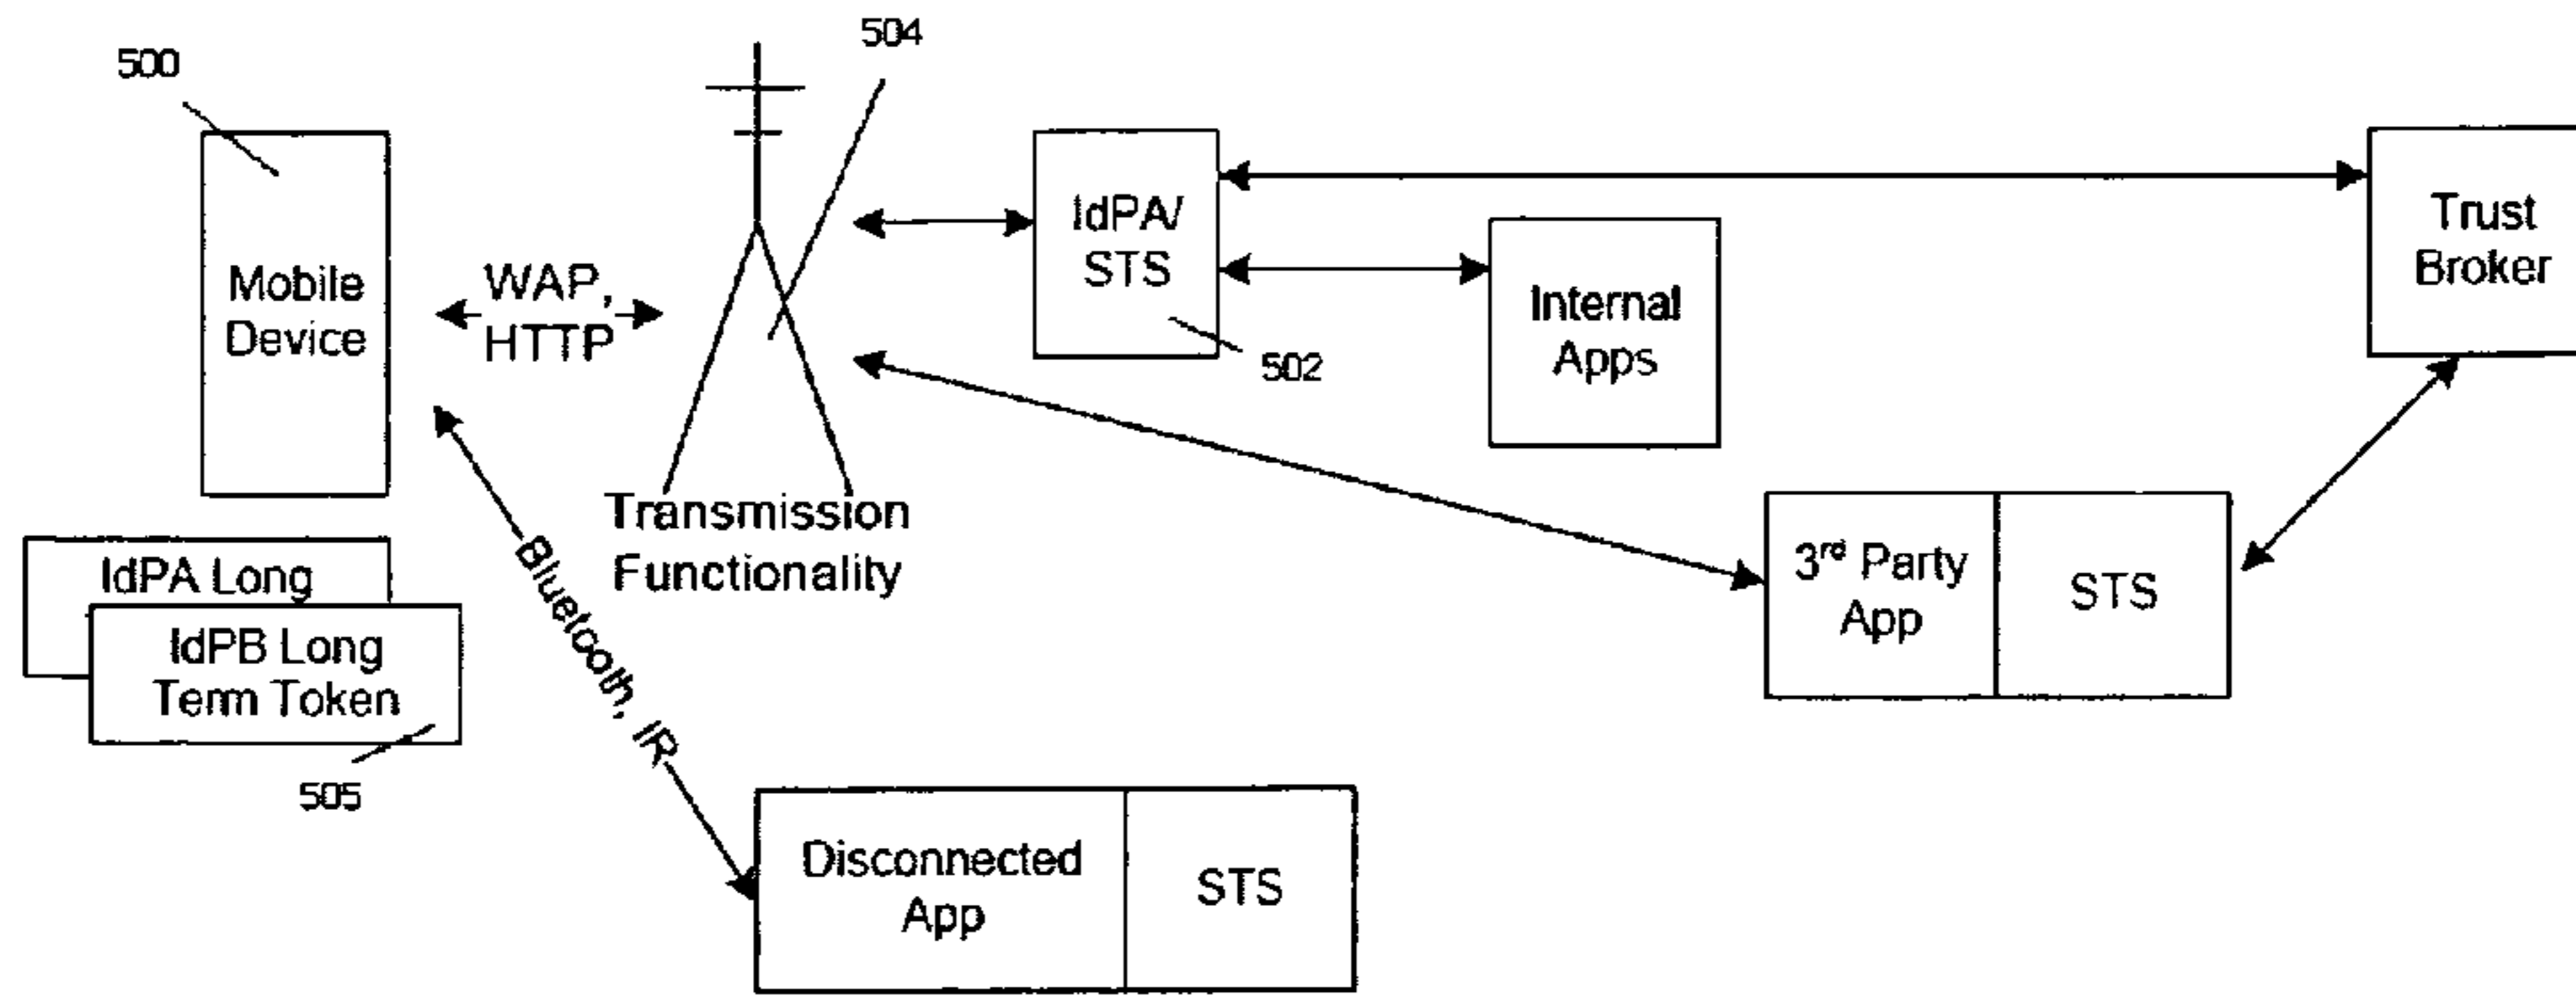 500
504
Mobile
Device
WAP,
HTTP
Transmission
Functionality
IdPA/
STS
502
Internal
Apps
Trust
Broker
3rd Party
App
STS
IdPA Long
IdPB Long
Term Token
505
Bluetooth, IR
Disconnected
App
STS